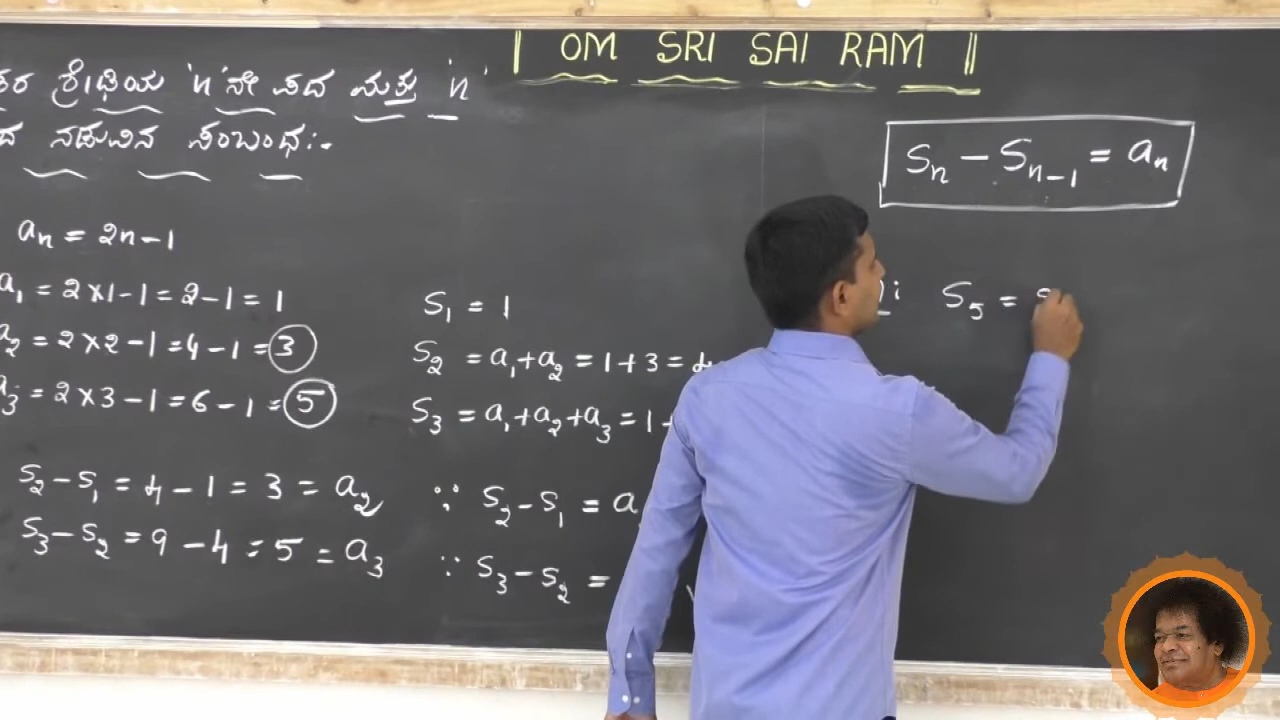 || OM SRI SAI RAM ||
ಶ್ರೇಢಿಯ 'n'ನೇ ಪದ ಮತ್ತು 'n'
ನಡುವಿನ ಸಂಬಂಧ:-
Sₙ - Sₙ₋₁ = aₙ
aₙ = 2n-1
a₁ = 2×1-1 = 2-1 = 1
a₂ = 2×2-1 = 4-1 = 3
a₃ = 2×3-1 = 6-1 = 5
S₂-S₁ = 4-1 = 3 = a₂
S₃-S₂ = 9-4 = 5 = a₃
S₁ = 1
S₂ = a₁+a₂ = 1+3 = 4
S₃ = a₁+a₂+a₃ = 1+
∵ S₂-S₁ = a
∵ S₃-S₂ =
S₅ =